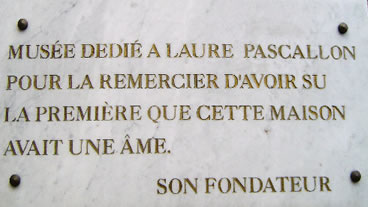 MUSÉE DEDIÉ A LAURE PASCALLON
POUR LA REMERCIER D'AVOIR SU
LA PREMIÈRE QUE CETTE MAISON
AVAIT UNE ÂME.
SON FONDATEUR